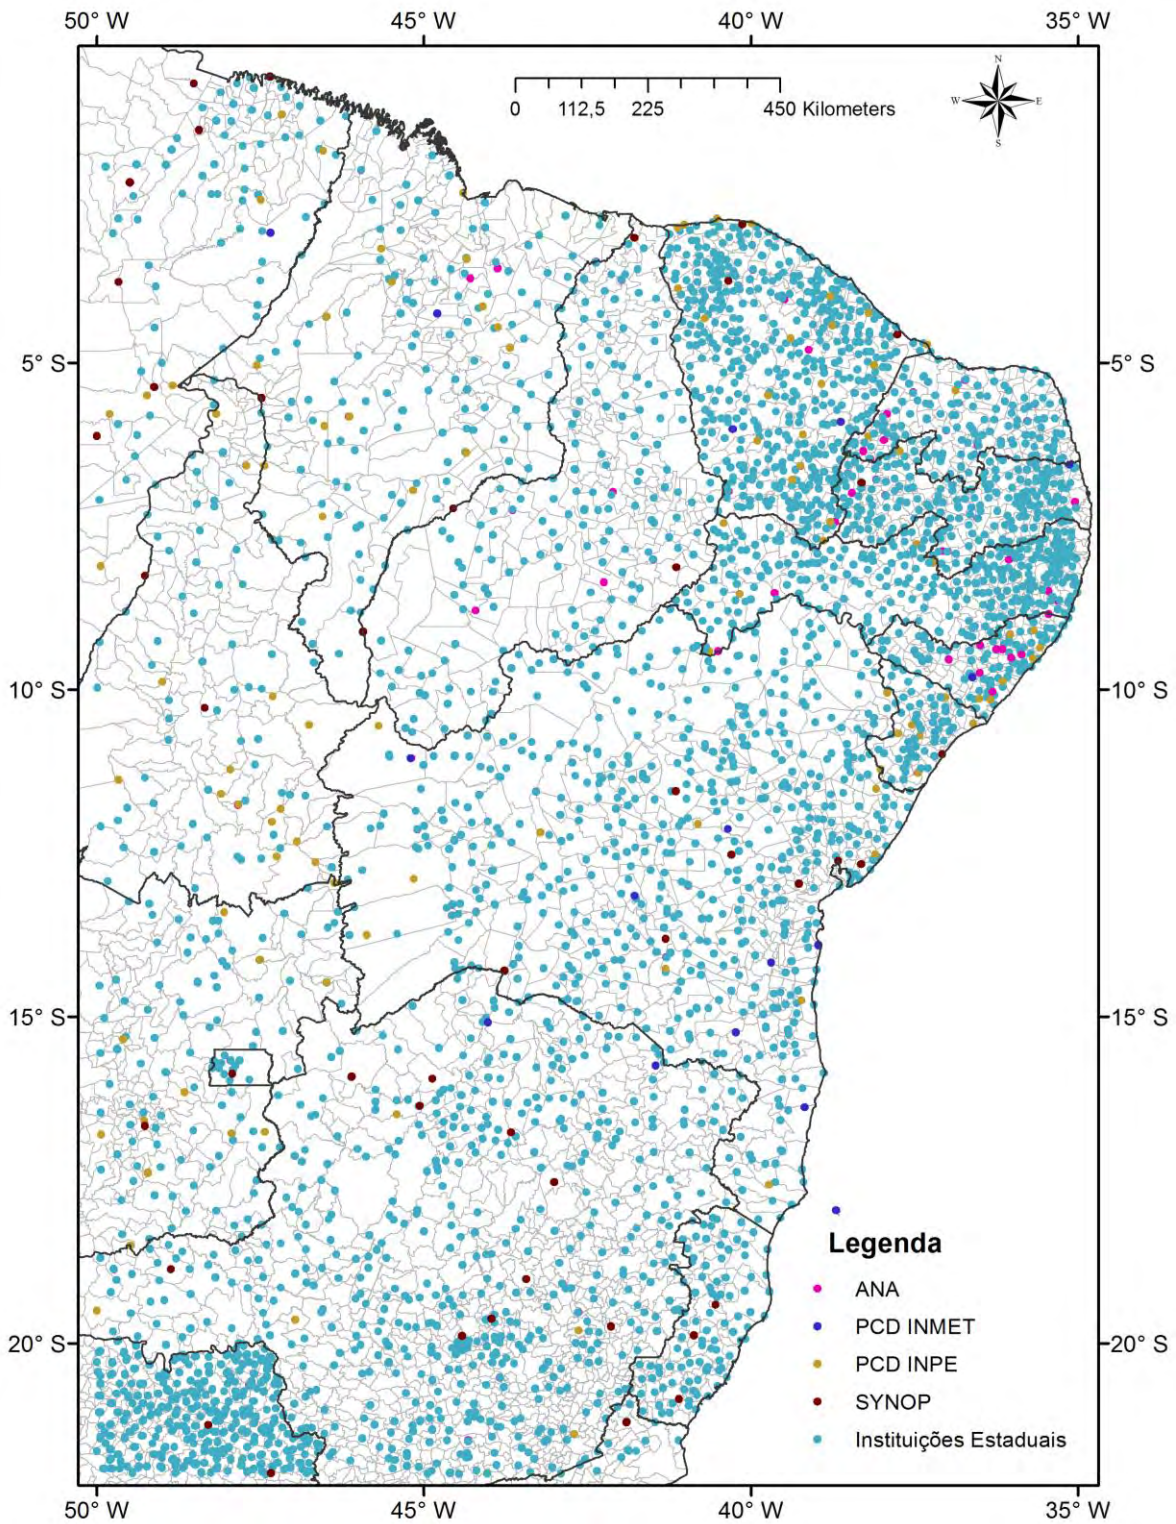 50° W 45° W 40° W 35° W
N
W E
S
0 112,5 225 450 Kilometers
5° S 5° S
10° S 10° S
15° S 15° S
20° S 20° S
Legenda
ANA
PCD INMET
PCD INPE
SYNOP
Instituições Estaduais
50° W 45° W 40° W 35° W